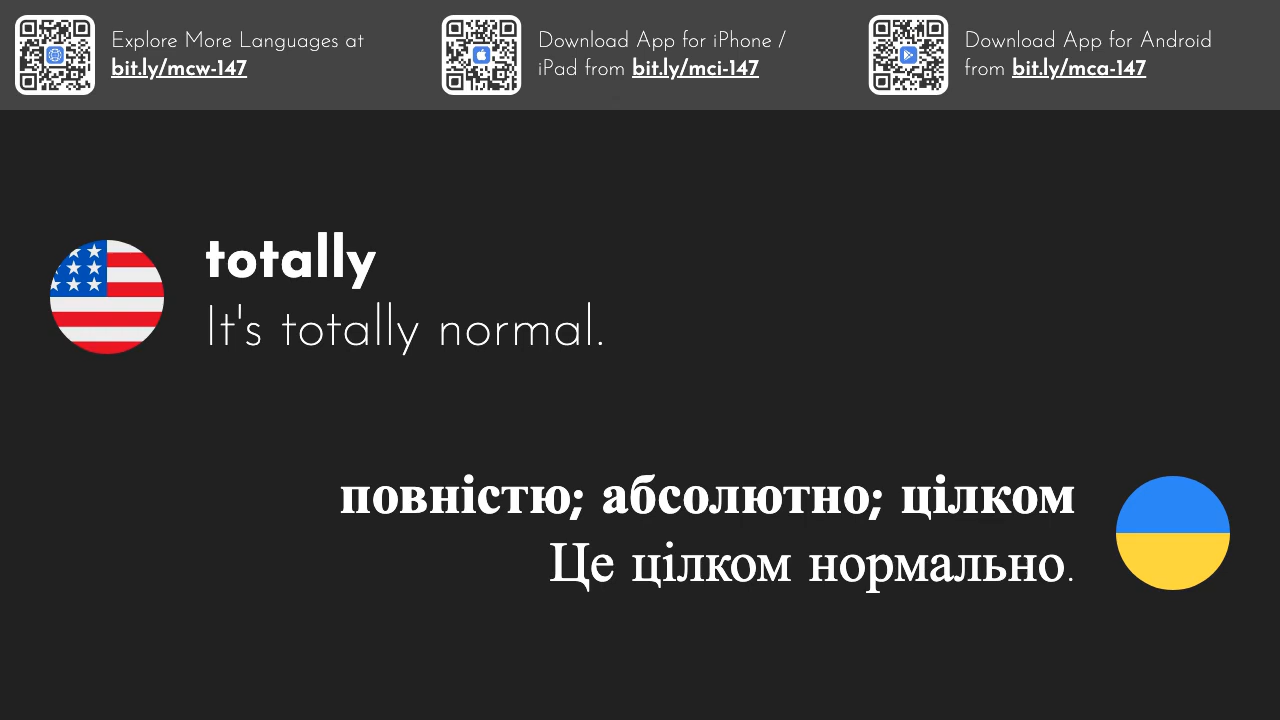 Explore More Languages at
bit.ly/mcw-147
Download App for iPhone /
iPad from bit.ly/mci-147
Download App for Android
from bit.ly/mca-147
totally
It's totally normal.
повністю; абсолютно; цілком
Це цілком нормально.